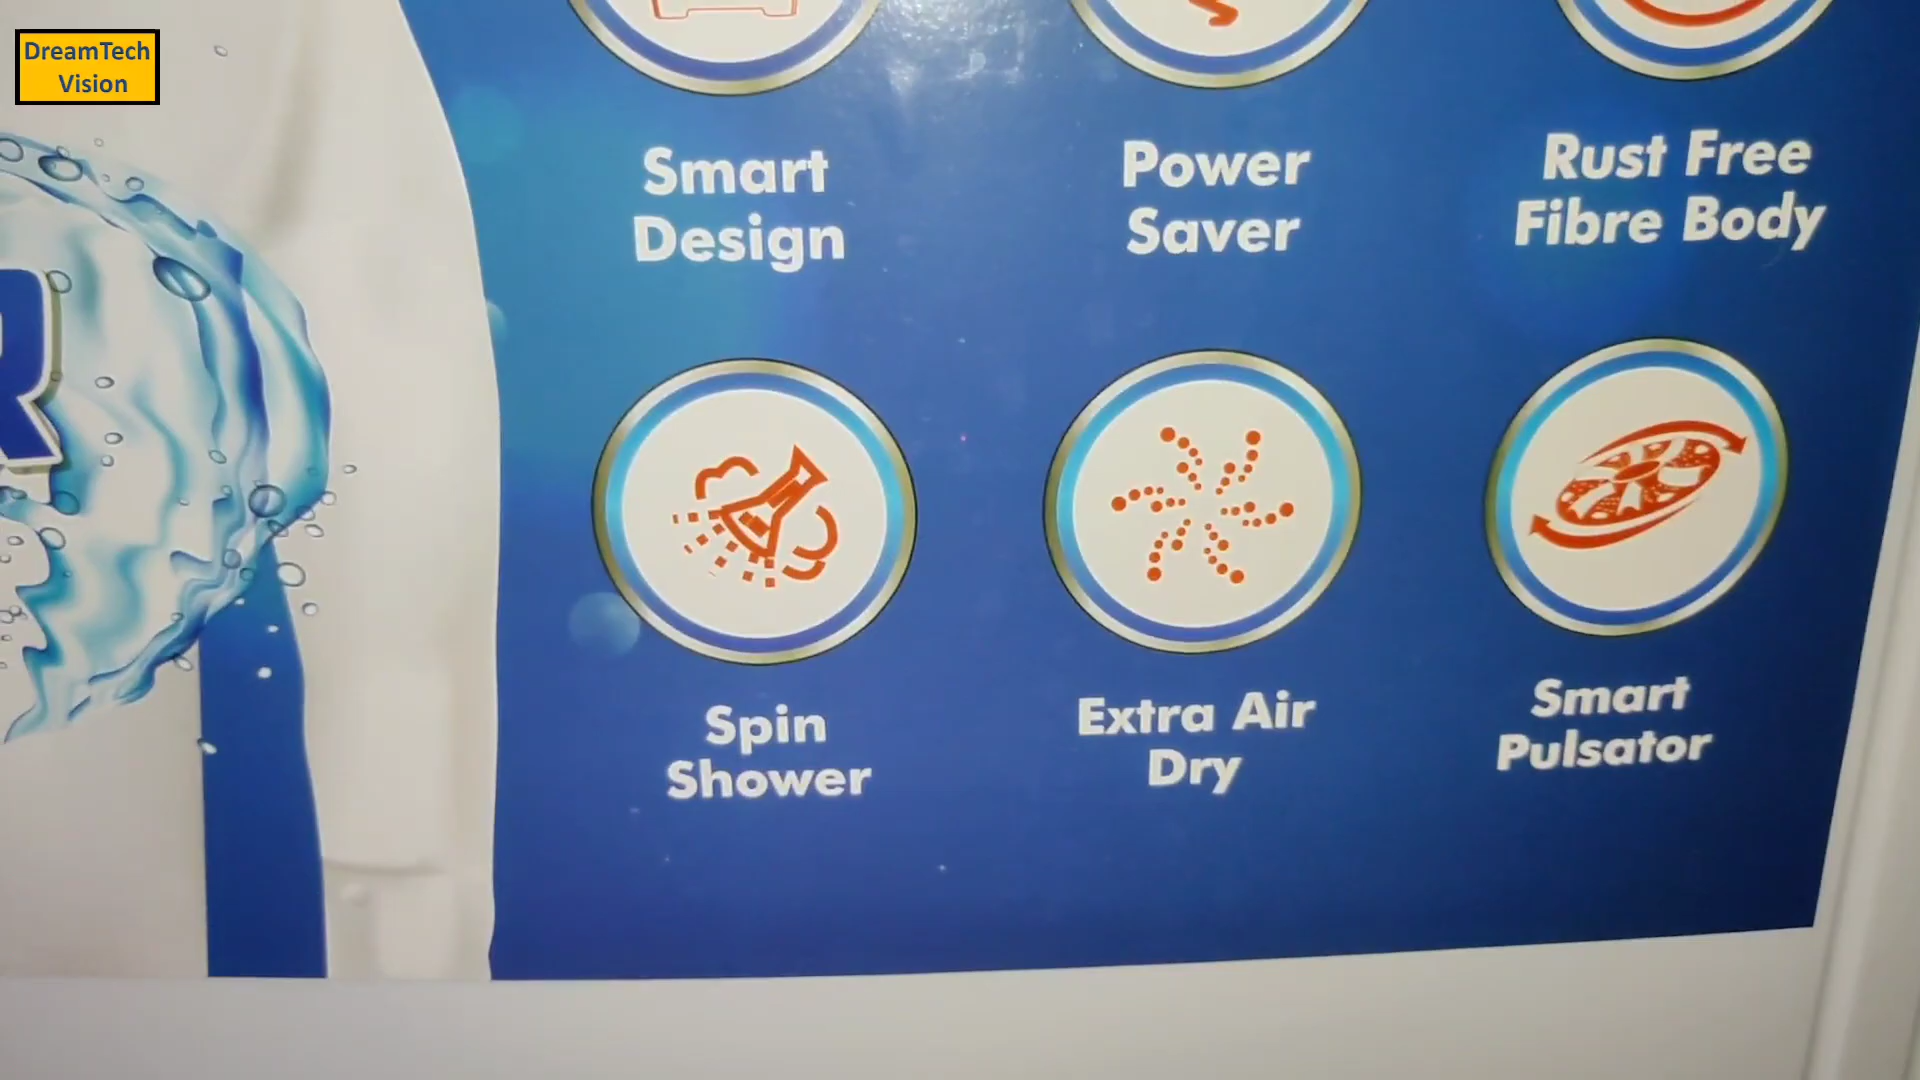 DreamTech
Vision
Smart
Design
Power
Saver
Rust Free
Fibre Body
R
Spin
Shower
Extra Air
Dry
Smart
Pulsator